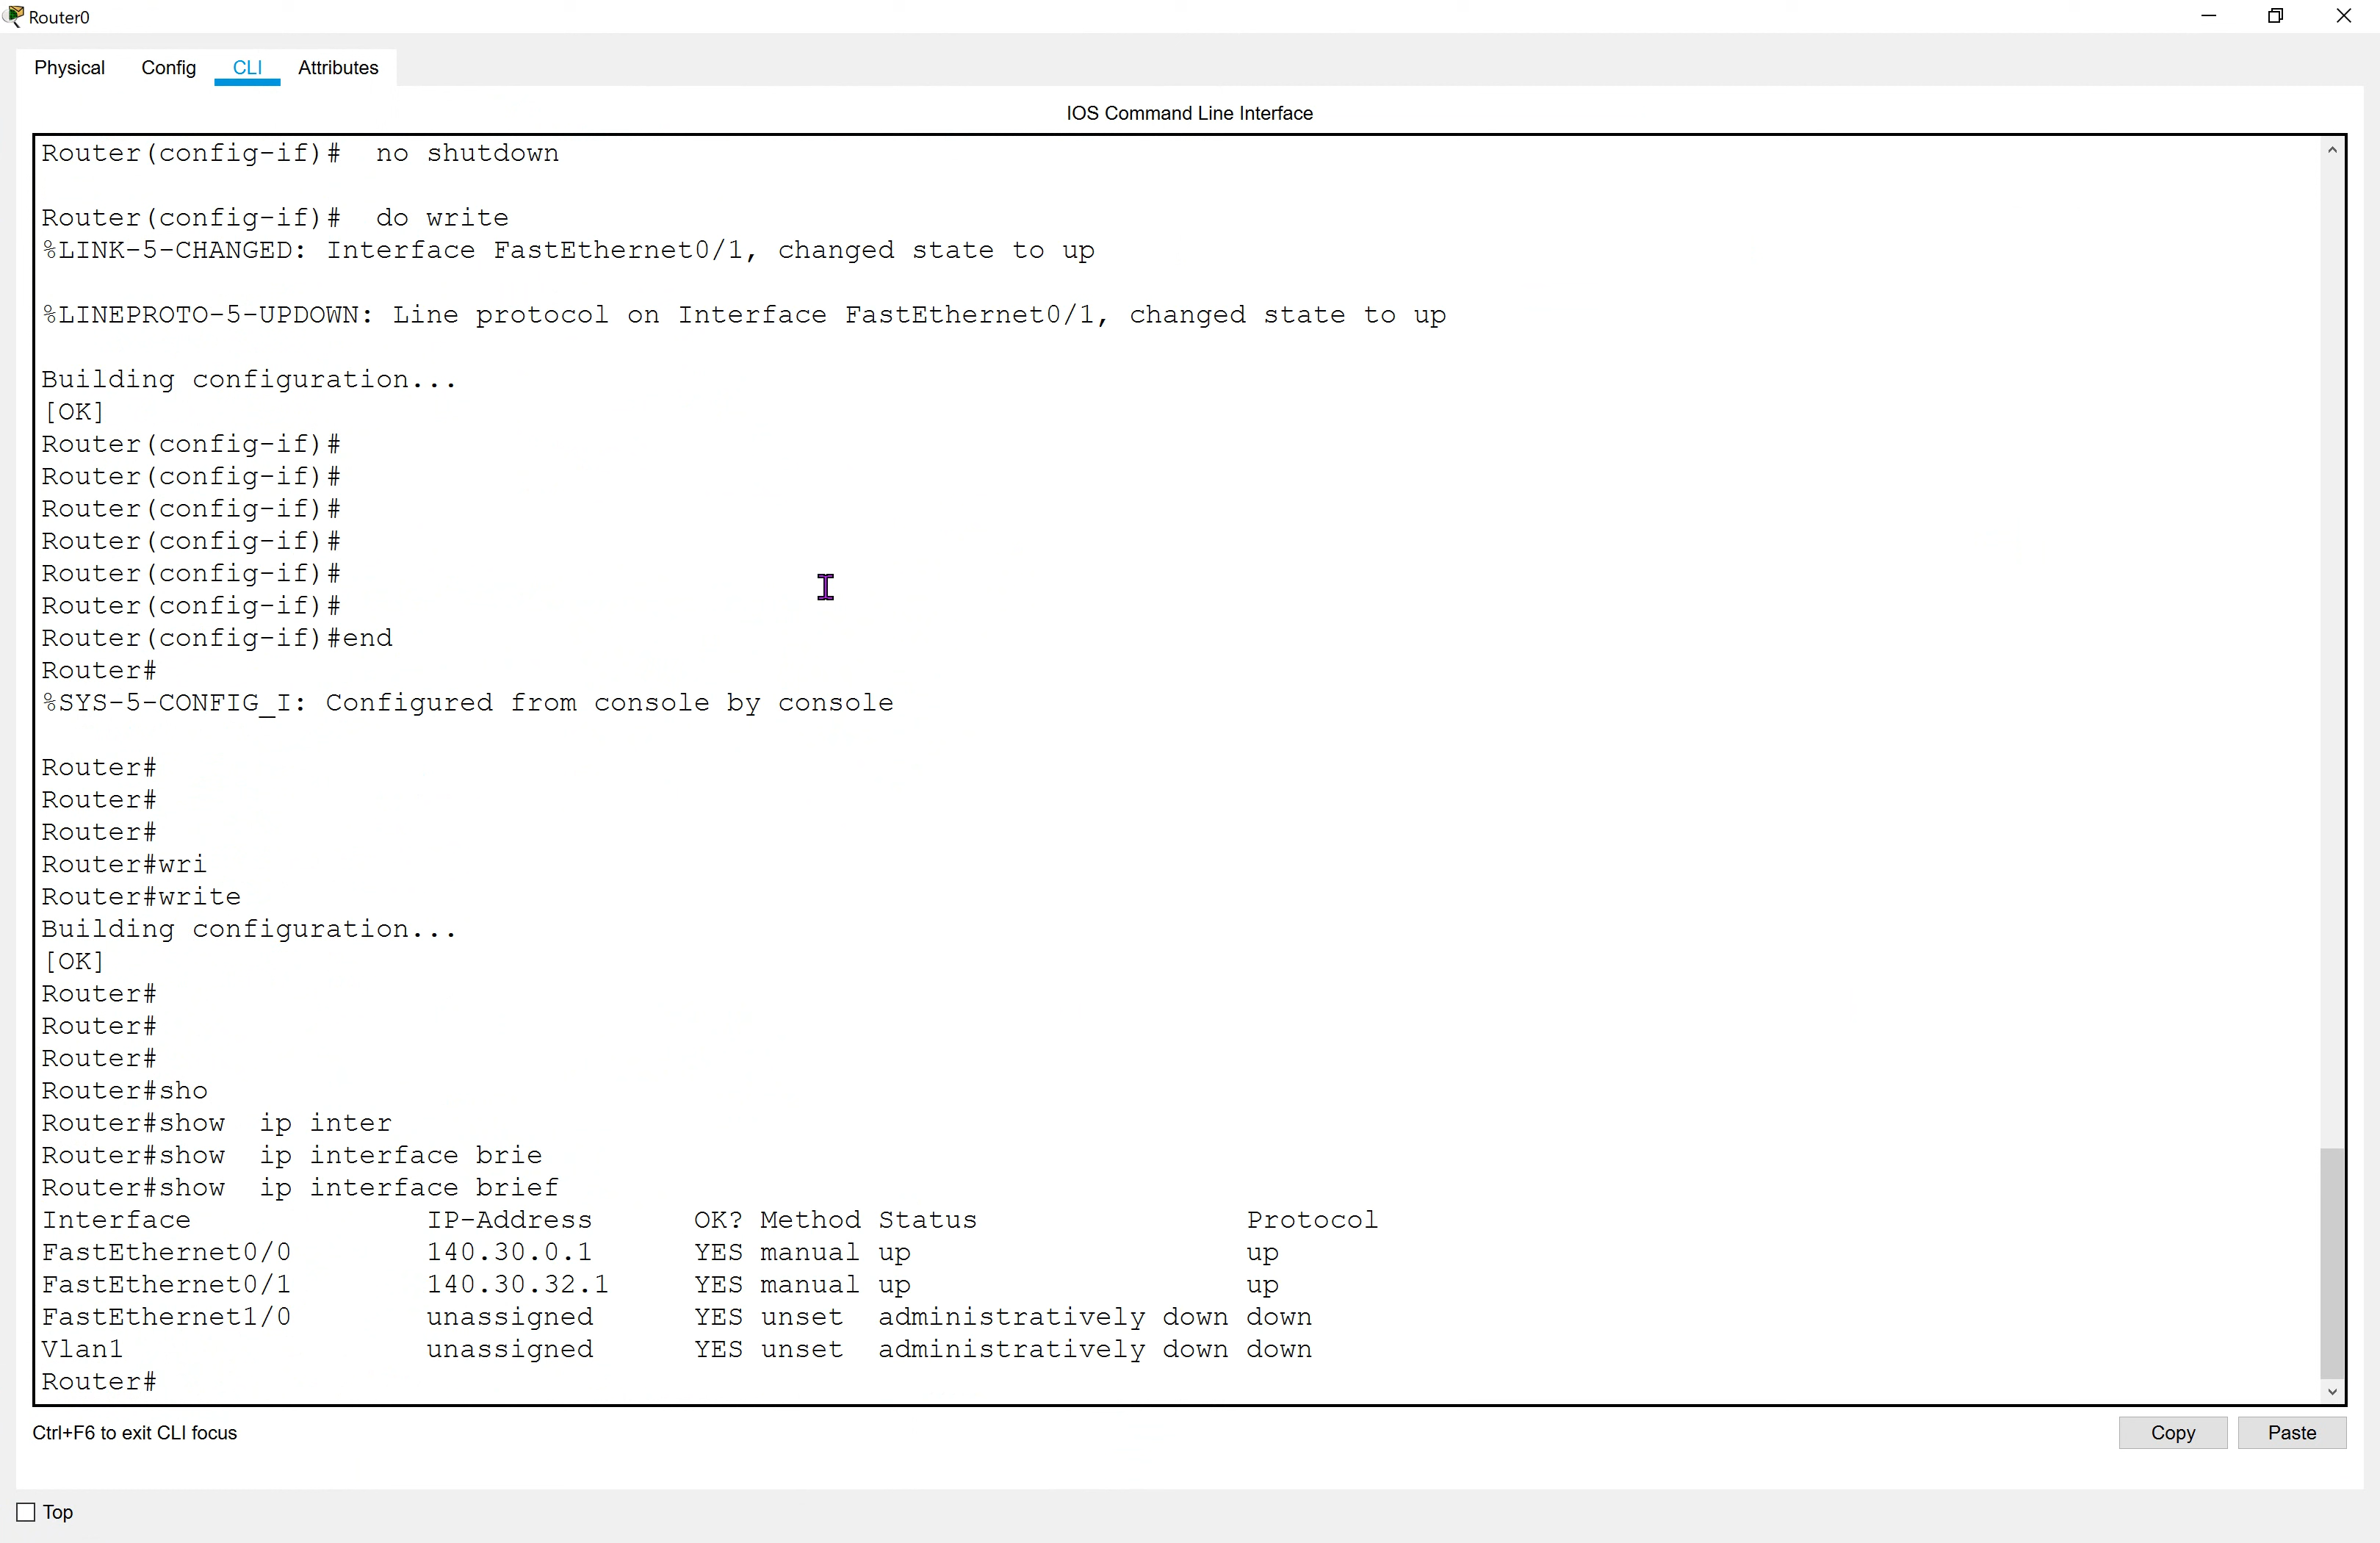 Router0
Physical Config CLI Attributes
IOS Command Line Interface
Router(config-if)#  no shutdown
Router(config-if)#  do write
%LINK-5-CHANGED: Interface FastEthernet0/1, changed state to up
%LINEPROTO-5-UPDOWN: Line protocol on Interface FastEthernet0/1, changed state to up
Building configuration...
[OK]
Router(config-if)#
Router(config-if)#
Router(config-if)#
Router(config-if)#
Router(config-if)#
Router(config-if)#
Router(config-if)#end
Router#
%SYS-5-CONFIG_I: Configured from console by console
Router#
Router#
Router#
Router#wri
Router#write
Building configuration...
[OK]
Router#
Router#
Router#
Router#sho
Router#show  ip inter
Router#show  ip interface brie
Router#show  ip interface brief
Interface              IP-Address      OK? Method Status                Protocol
FastEthernet0/0        140.30.0.1      YES manual up                    up
FastEthernet0/1        140.30.32.1     YES manual up                    up
FastEthernet1/0        unassigned      YES unset  administratively down down
Vlan1                  unassigned      YES unset  administratively down down
Router#
Ctrl+F6 to exit CLI focus
Copy Paste
Top